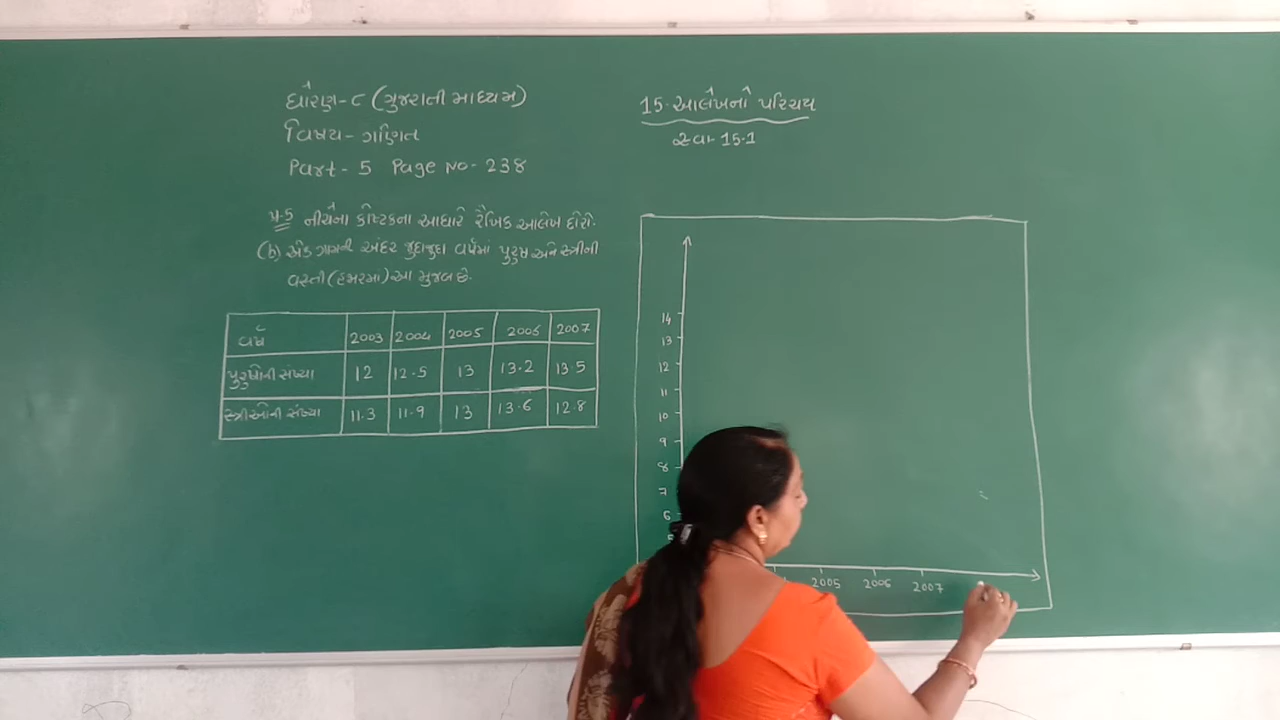 ધોરણ-૮ (ગુજરાતી માધ્યમ)
વિષય- ગણિત
Part - 5 Page No - 238
15. આલેખનો પરિચય
સ્વા- 15.1
પ્ર-5 નીચેના કોષ્ટકના આધારે રૈખિક આલેખ દોરો.
(b) એક ગામની અંદર જુદાજુદા વર્ષમાં પુરુષ અને સ્ત્રીની
વસ્તી (હજારમાં) આ મુજબ છે.
વર્ષ 2003 2004 2005 2006 2007
પુરુષોની સંખ્યા 12 12.5 13 13.2 13.5
સ્ત્રીઓની સંખ્યા 11.3 11.9 13 13.6 12.8
14
13
12
11
10
9
8
7
6
2005 2006 2007